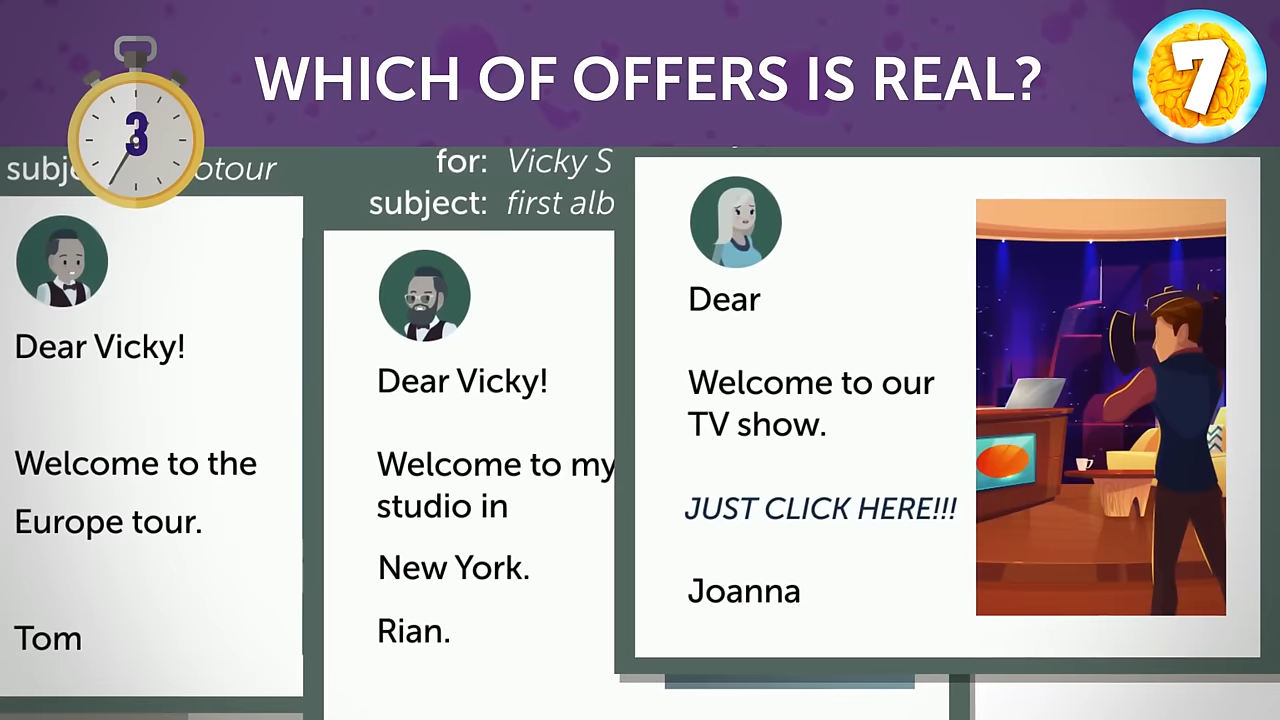 WHICH OF OFFERS IS REAL?
7
3
for: Vicky S
subject: first alb
Dear Vicky!
Welcome to the
Europe tour.
Tom
Dear Vicky!
Welcome to my
studio in
New York.
Rian.
Dear
Welcome to our
TV show.
JUST CLICK HERE!!!
Joanna